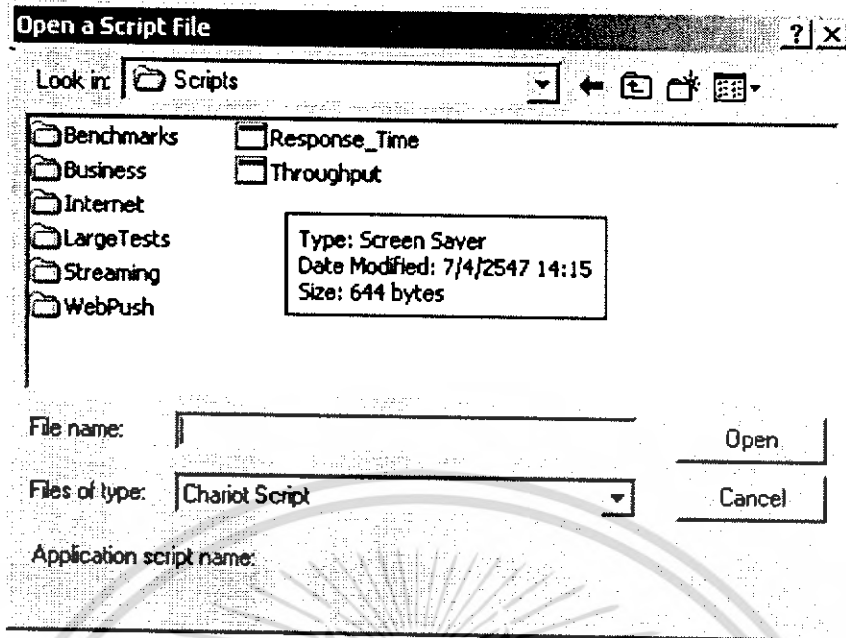 Open a Script File
Look in: Scripts
Benchmarks
Business
Internet
LargeTests
Streaming
WebPush
Response_Time
Throughput
Type: Screen Saver
Date Modified: 7/4/2547 14:15
Size: 644 bytes
File name:
Open
Files of type: Chariot Script
Cancel
Application script name: